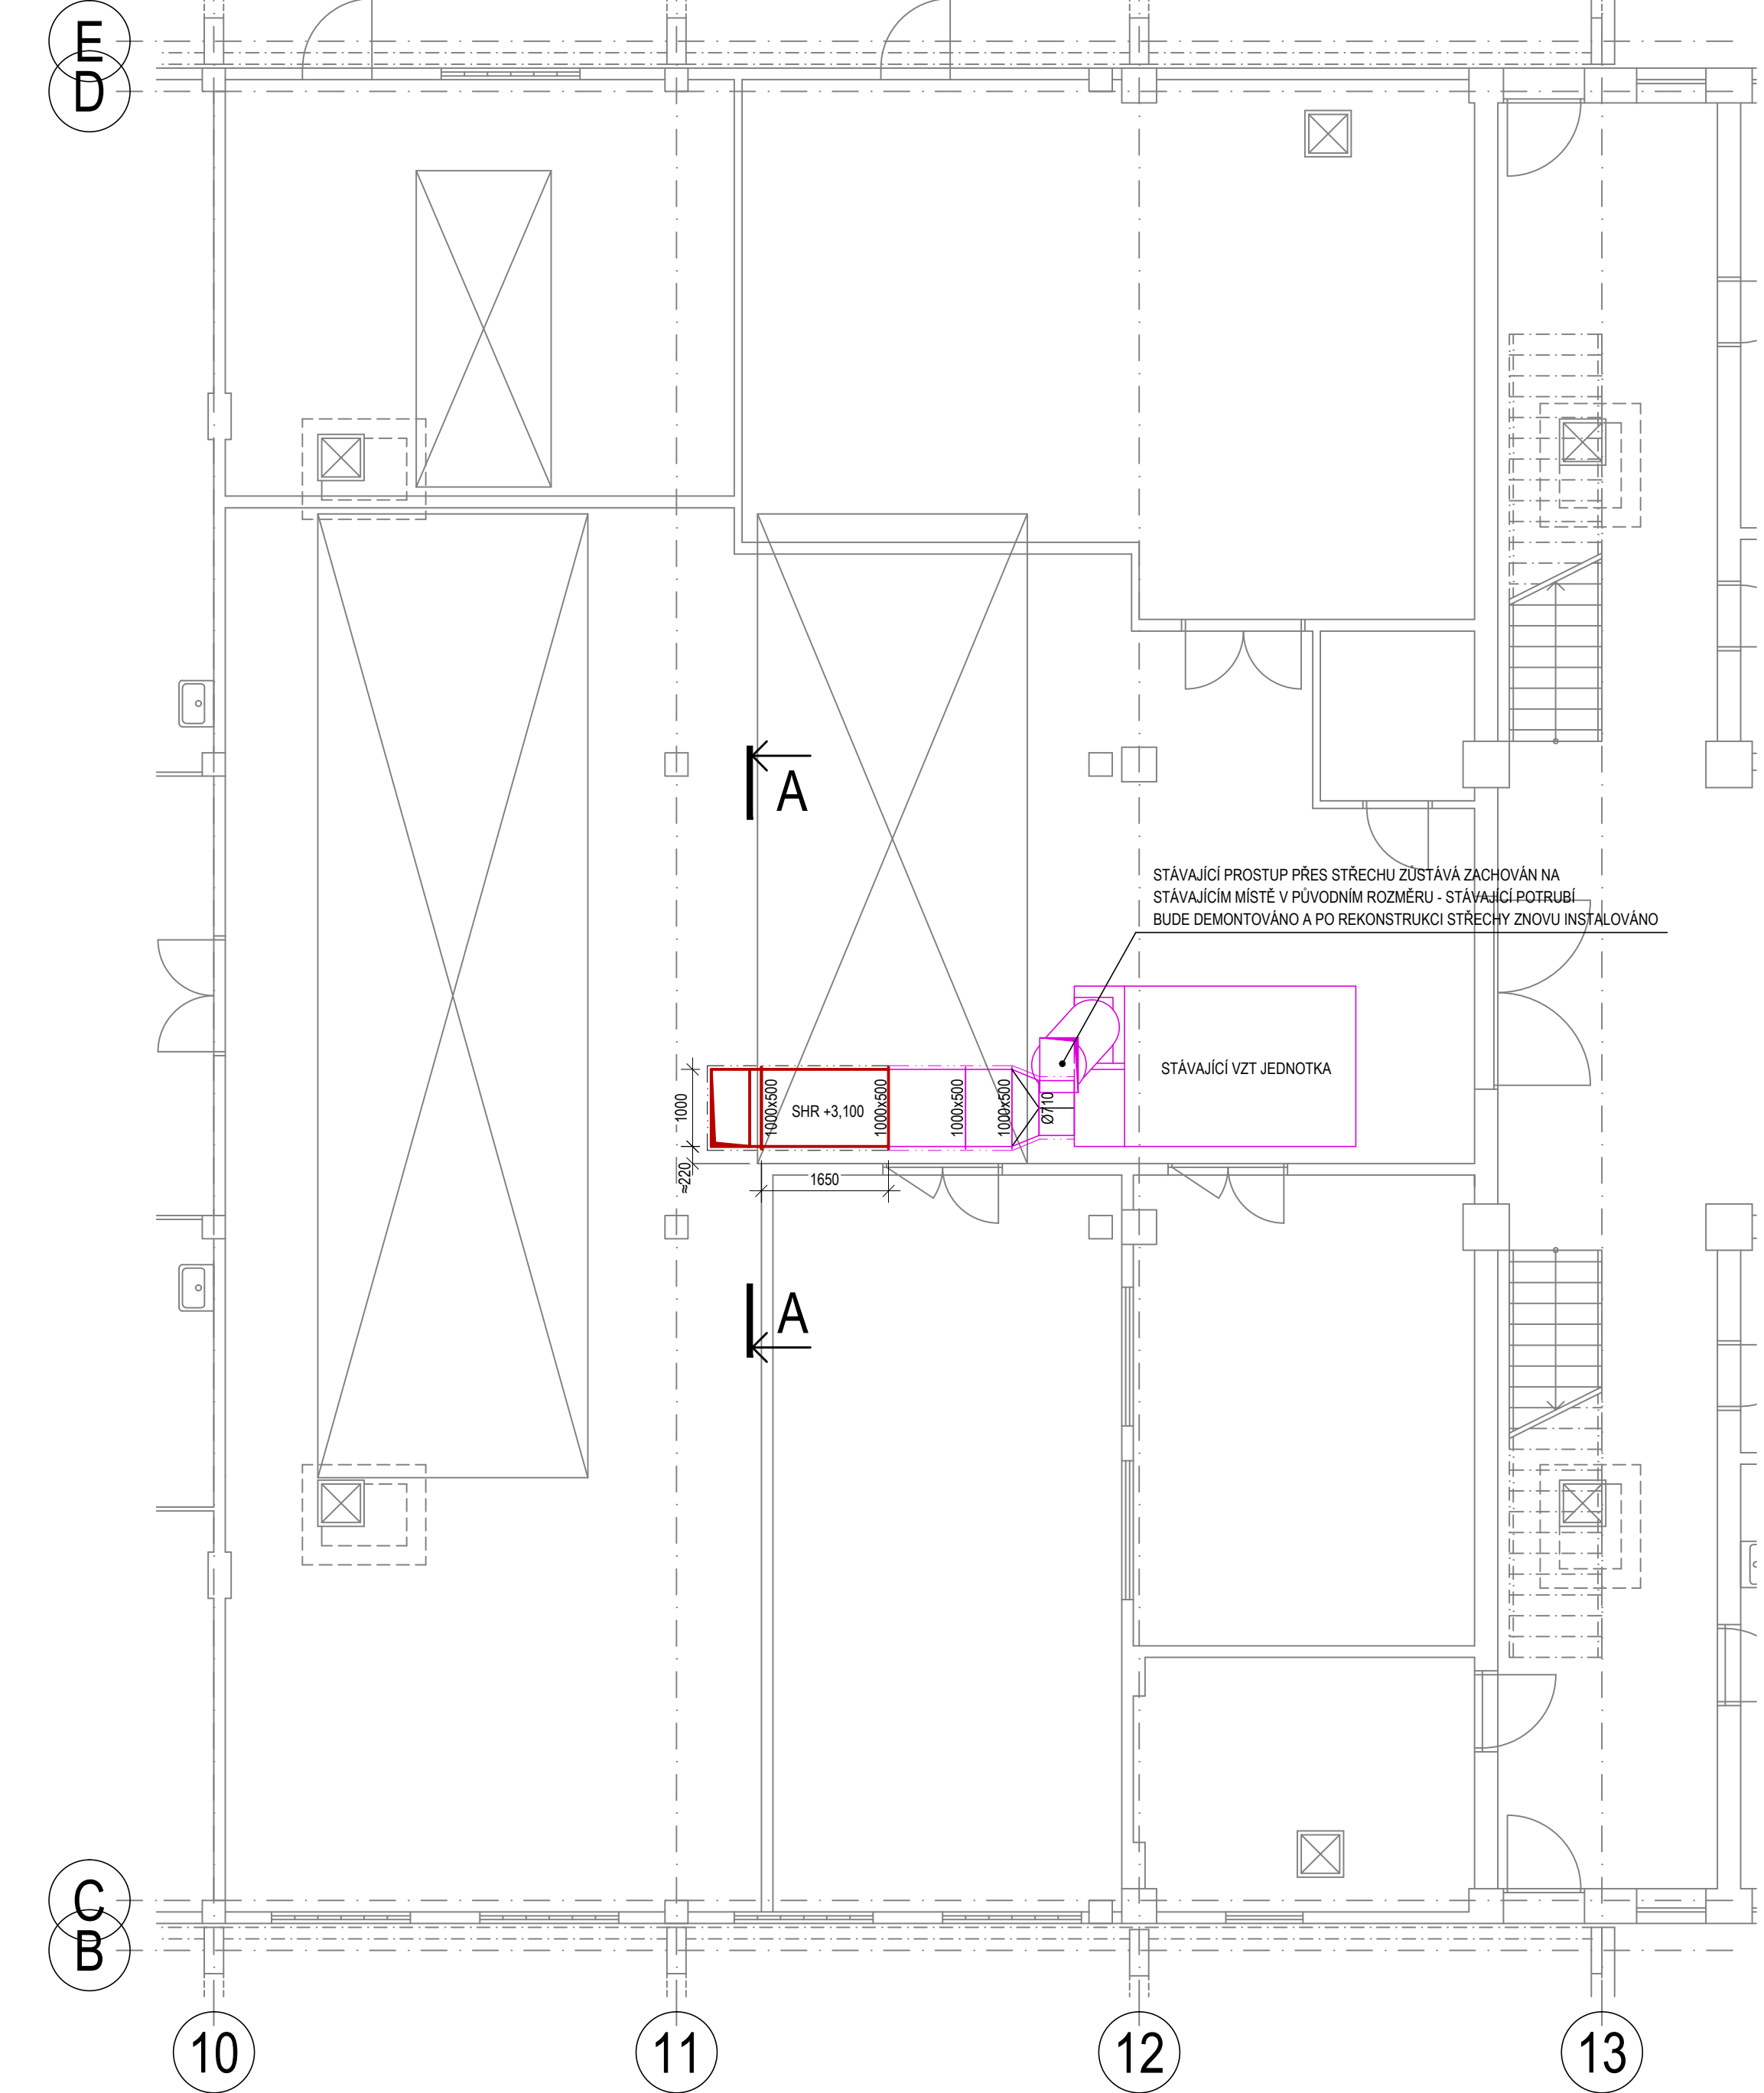 E
D
A
STÁVAJÍCÍ PROSTUP PŘES STŘECHU ZŮSTÁVÁ ZACHOVÁN NA
STÁVAJÍCÍM MÍSTĚ V PŮVODNÍM ROZMĚRU - STÁVAJÍCÍ POTRUBÍ
BUDE DEMONTOVÁNO A PO REKONSTRUKCI STŘECHY ZNOVU INSTALOVÁNO
STÁVAJÍCÍ VZT JEDNOTKA
1000
1000x500
SHR +3,100
1000x500
1000x500
1000x500
Ø710
≈220
1650
A
C
B
10
11
12
13